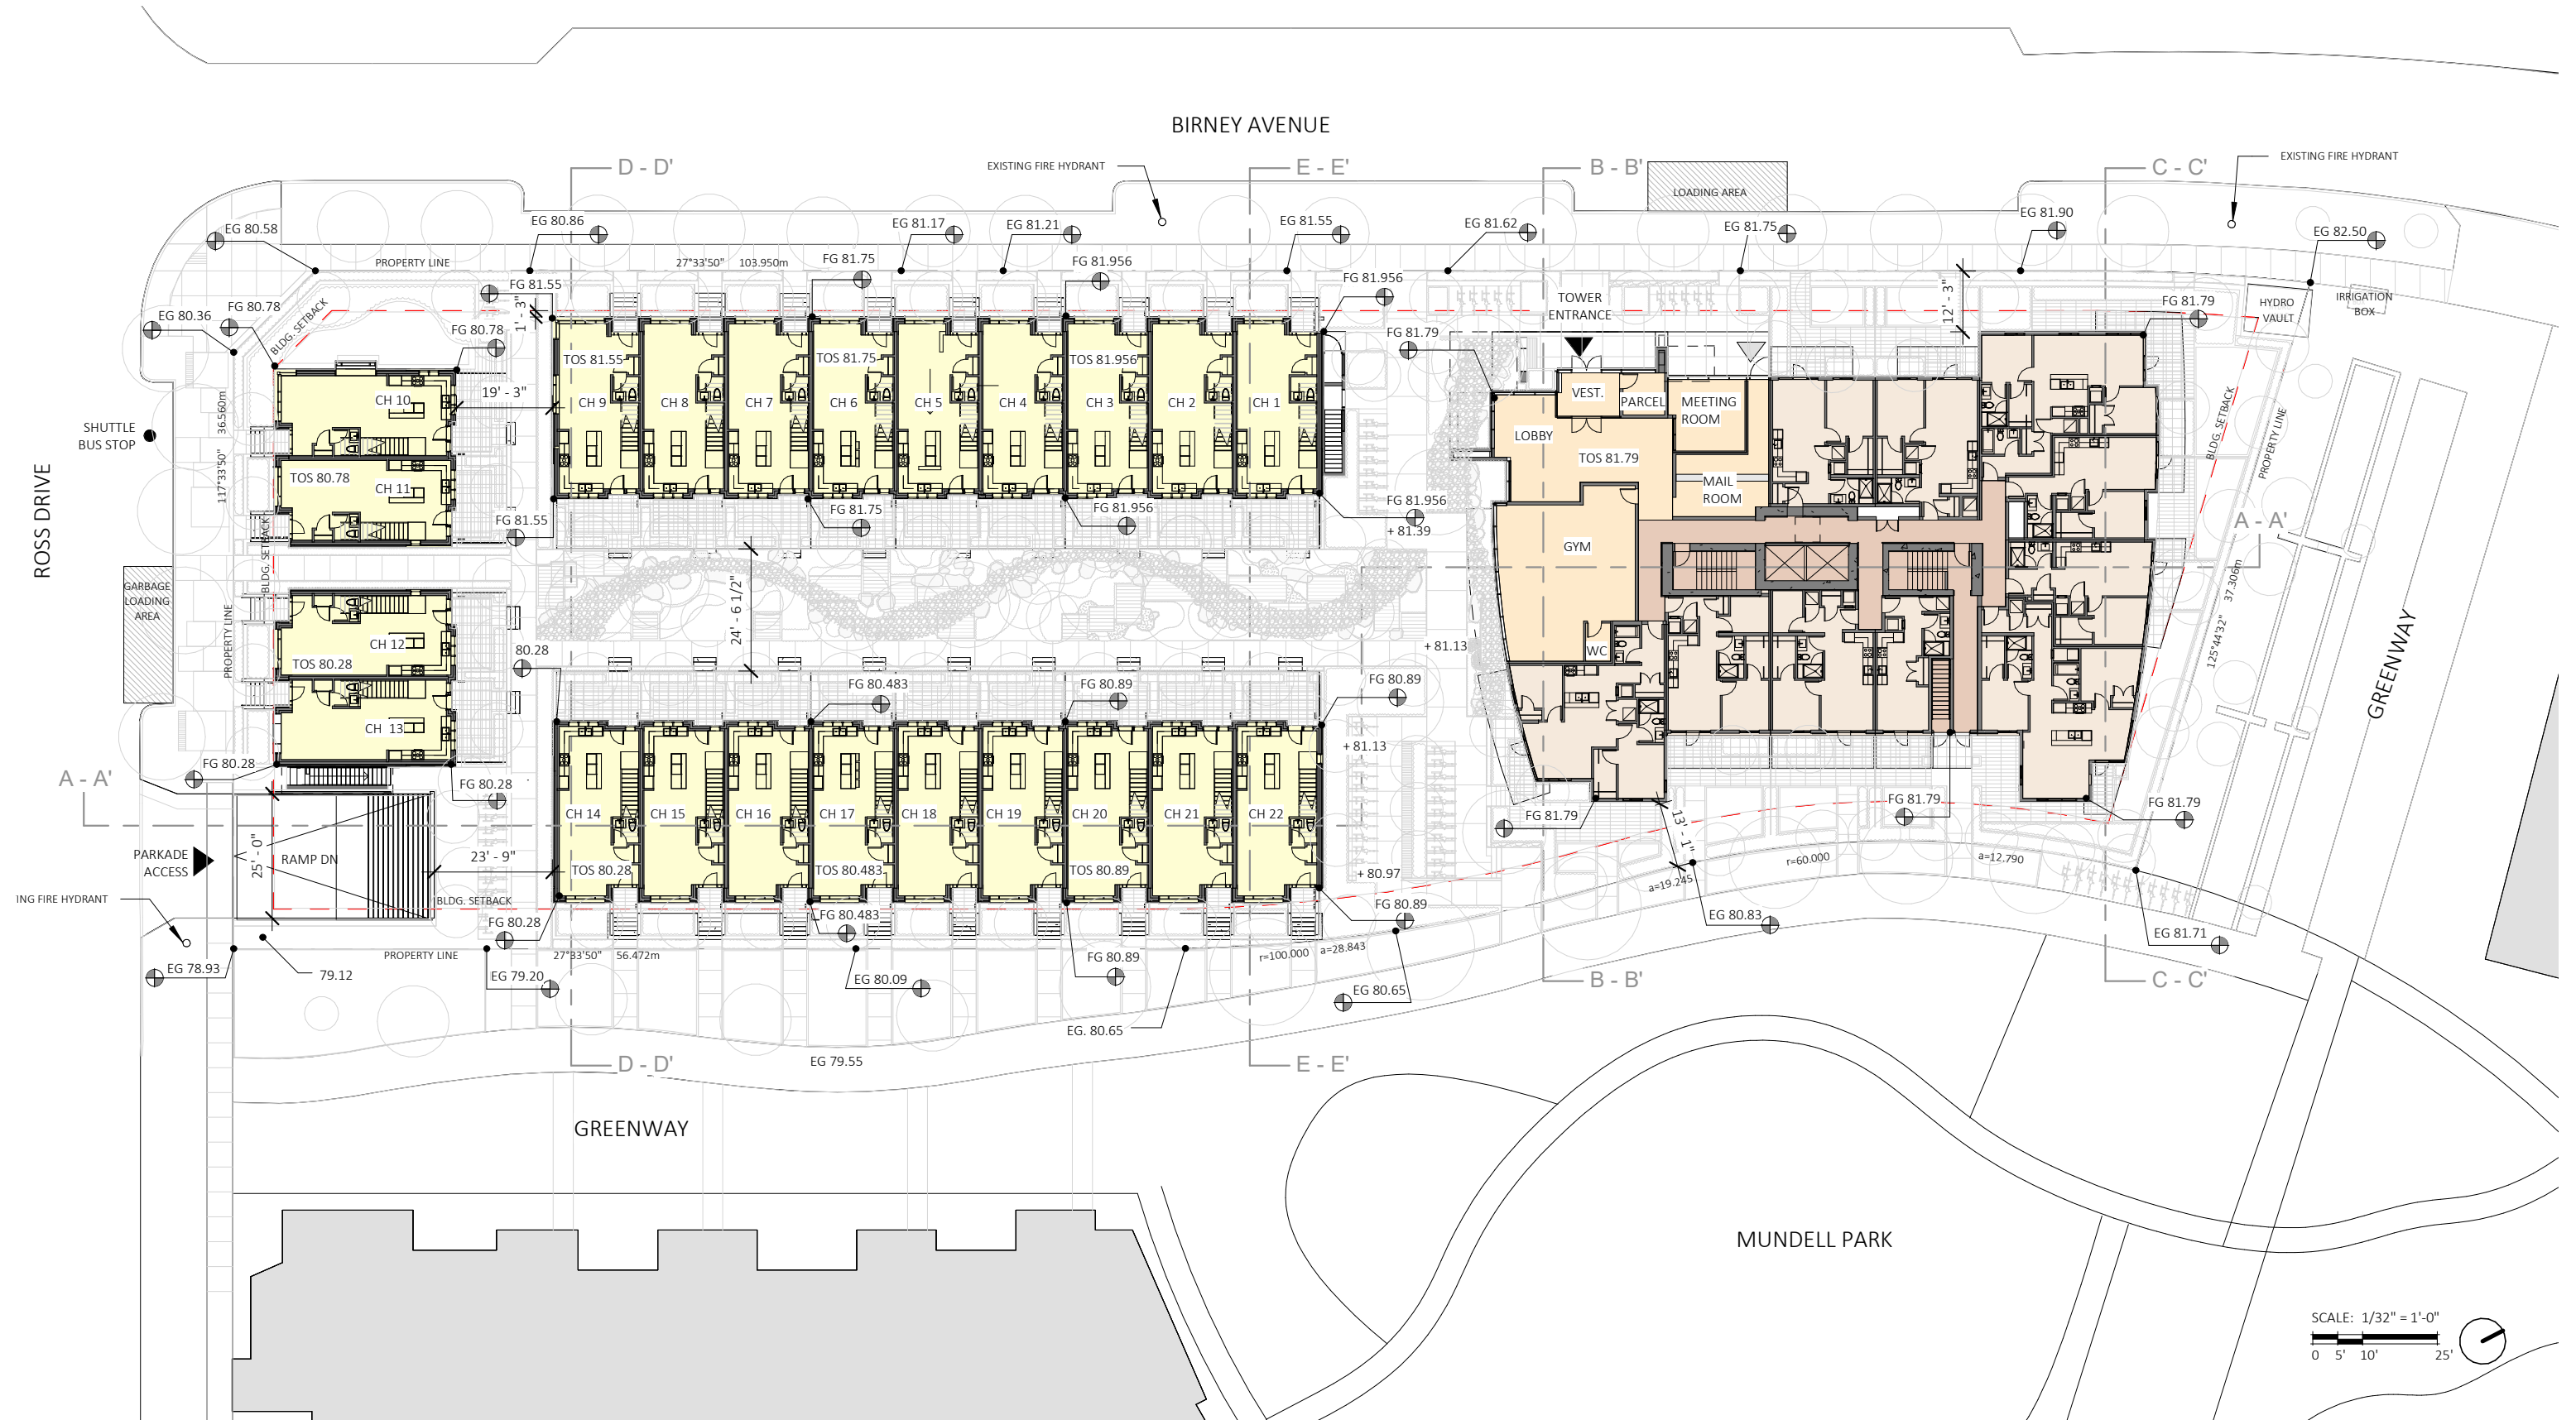 BIRNEY AVENUE
D - D'
EXISTING FIRE HYDRANT
E - E'
B - B'
LOADING AREA
C - C'
EXISTING FIRE HYDRANT
EG 80.58
EG 80.86
EG 81.17
EG 81.21
EG 81.55
EG 81.62
EG 81.75
EG 81.90
EG 82.50
PROPERTY LINE
27°33'50"
103.950m
FG 81.75
FG 81.956
FG 81.956
FG 81.55
1' - 3"
TOWER
ENTRANCE
12' - 3"
FG 81.79
HYDRO
VAULT
IRRIGATION
BOX
FG 80.78
EG 80.36
BLDG. SETBACK
FG 80.78
FG 81.79
TOS 81.55
TOS 81.75
TOS 81.956
19' - 3"
CH 10
CH 9
CH 8
CH 7
CH 6
CH 5
CH 4
CH 3
CH 2
CH 1
VEST.
PARCEL
MEETING
ROOM
LOBBY
TOS 81.79
MAIL
ROOM
BLDG. SETBACK
PROPERTY LINE
36.560m
117°33'50"
SHUTTLE
BUS STOP
ROSS DRIVE
TOS 80.78
CH 11
FG 81.55
FG 81.75
FG 81.956
FG 81.956
+ 81.39
A - A'
GYM
BLDG. SETBACK
GARBAGE
LOADING
AREA
PROPERTY LINE
24' - 6 1/2"
37.306m
125°44'32"
GREENWAY
CH 12
TOS 80.28
80.28
+ 81.13
WC
FG 80.483
FG 80.89
FG 80.89
CH 13
+ 81.13
FG 80.28
FG 80.28
A - A'
CH 14
CH 15
CH 16
CH 17
CH 18
CH 19
CH 20
CH 21
CH 22
FG 81.79
13' - 1"
FG 81.79
FG 81.79
PARKADE
ACCESS
25' - 0"
RAMP DN
23' - 9"
TOS 80.28
TOS 80.483
TOS 80.89
+ 80.97
r=60.000
a=12.790
a=19.245
ING FIRE HYDRANT
BLDG. SETBACK
FG 80.28
FG 80.483
FG 80.89
EG 80.83
EG 81.71
PROPERTY LINE
27°33'50"
56.472m
FG 80.89
r=100.000
a=28.843
EG 78.93
79.12
EG 79.20
EG 80.09
EG 80.65
B - B'
C - C'
EG. 80.65
D - D'
EG 79.55
E - E'
GREENWAY
MUNDELL PARK
SCALE: 1/32" = 1'-0"
0 5' 10' 25'